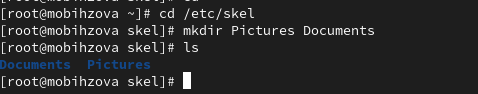 [root@mobihzova ~]# cd /etc/skel
[root@mobihzova skel]# mkdir Pictures Documents
[root@mobihzova skel]# ls
Documents  Pictures
[root@mobihzova skel]#